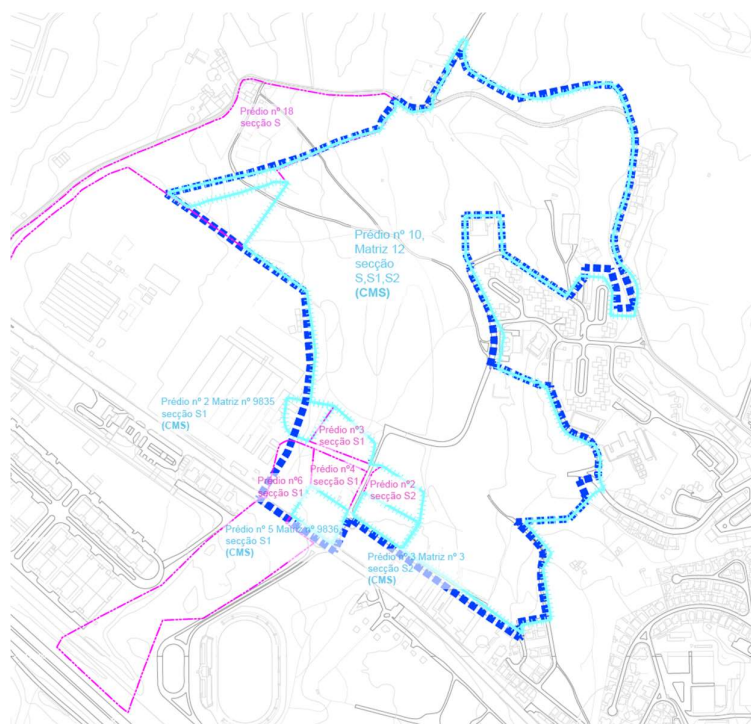 Prédio nº 18
secção S
Prédio nº 10,
Matriz 12
secção
S,S1,S2
(CMS)
Prédio nº 2 Matriz nº 9835
secção S1
(CMS)
Prédio nº3
secção S1
Prédio nº4
secção S1
Prédio nº6
secção S1
Prédio nº2
secção S2
Prédio nº 5 Matriz nº 9836
secção S1
(CMS)
Prédio nº 3 Matriz nº 3
secção S2
(CMS)